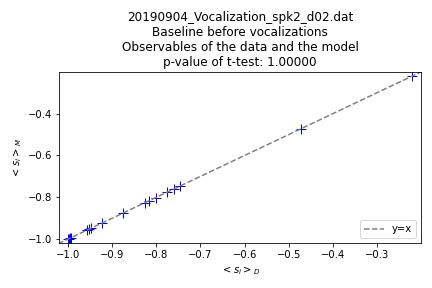 20190904_Vocalization_spk2_d02.dat
Baseline before vocalizations
Observables of the data and the model
p-value of t-test: 1.00000
−0.4
−0.6
−0.8
−1.0
< s_i >_M
y=x
−1.0 −0.9 −0.8 −0.7 −0.6 −0.5 −0.4 −0.3
< s_i >_D